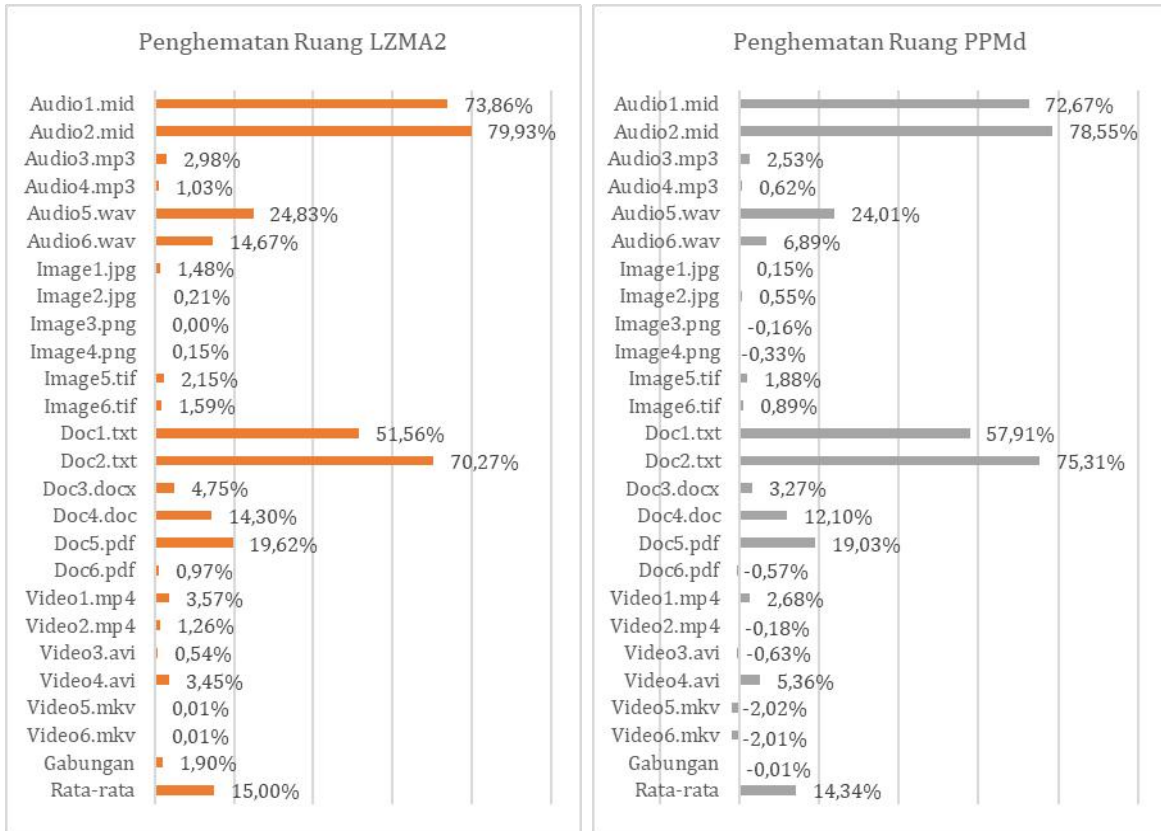 Penghematan Ruang LZMA2
Audio1.mid 73,86%
Audio2.mid 79,93%
Audio3.mp3 2,98%
Audio4.mp3 1,03%
Audio5.wav 24,83%
Audio6.wav 14,67%
Image1.jpg 1,48%
Image2.jpg 0,21%
Image3.png 0,00%
Image4.png 0,15%
Image5.tif 2,15%
Image6.tif 1,59%
Doc1.txt 51,56%
Doc2.txt 70,27%
Doc3.docx 4,75%
Doc4.doc 14,30%
Doc5.pdf 19,62%
Doc6.pdf 0,97%
Video1.mp4 3,57%
Video2.mp4 1,26%
Video3.avi 0,54%
Video4.avi 3,45%
Video5.mkv 0,01%
Video6.mkv 0,01%
Gabungan 1,90%
Rata-rata 15,00%
Penghematan Ruang PPMd
Audio1.mid 72,67%
Audio2.mid 78,55%
Audio3.mp3 2,53%
Audio4.mp3 0,62%
Audio5.wav 24,01%
Audio6.wav 6,89%
Image1.jpg 0,15%
Image2.jpg 0,55%
Image3.png -0,16%
Image4.png -0,33%
Image5.tif 1,88%
Image6.tif 0,89%
Doc1.txt 57,91%
Doc2.txt 75,31%
Doc3.docx 3,27%
Doc4.doc 12,10%
Doc5.pdf 19,03%
Doc6.pdf -0,57%
Video1.mp4 2,68%
Video2.mp4 -0,18%
Video3.avi -0,63%
Video4.avi 5,36%
Video5.mkv -2,02%
Video6.mkv -2,01%
Gabungan -0,01%
Rata-rata 14,34%